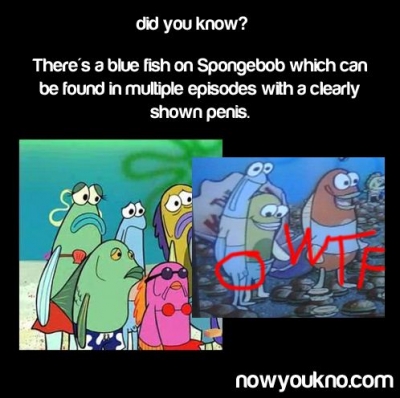 did you know?
There's a blue fish on Spongebob which can
be found in multiple episodes with a clearly
shown penis.
WTF
nowyoukno.com